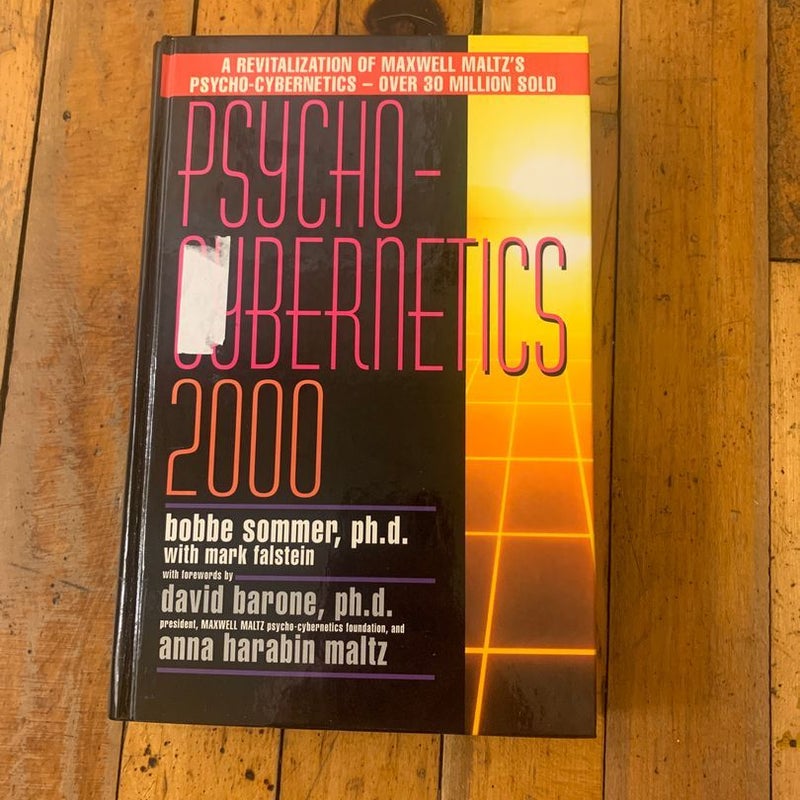 A REVITALIZATION OF MAXWELL MALTZ'S
PSYCHO-CYBERNETICS – OVER 30 MILLION SOLD
PSYCHO-
CYBERNETICS
2000
bobbe sommer, ph.d.
with mark falstein
with forewords by
david barone, ph.d.
president, MAXWELL MALTZ psycho-cybernetics foundation, and
anna harabin maltz